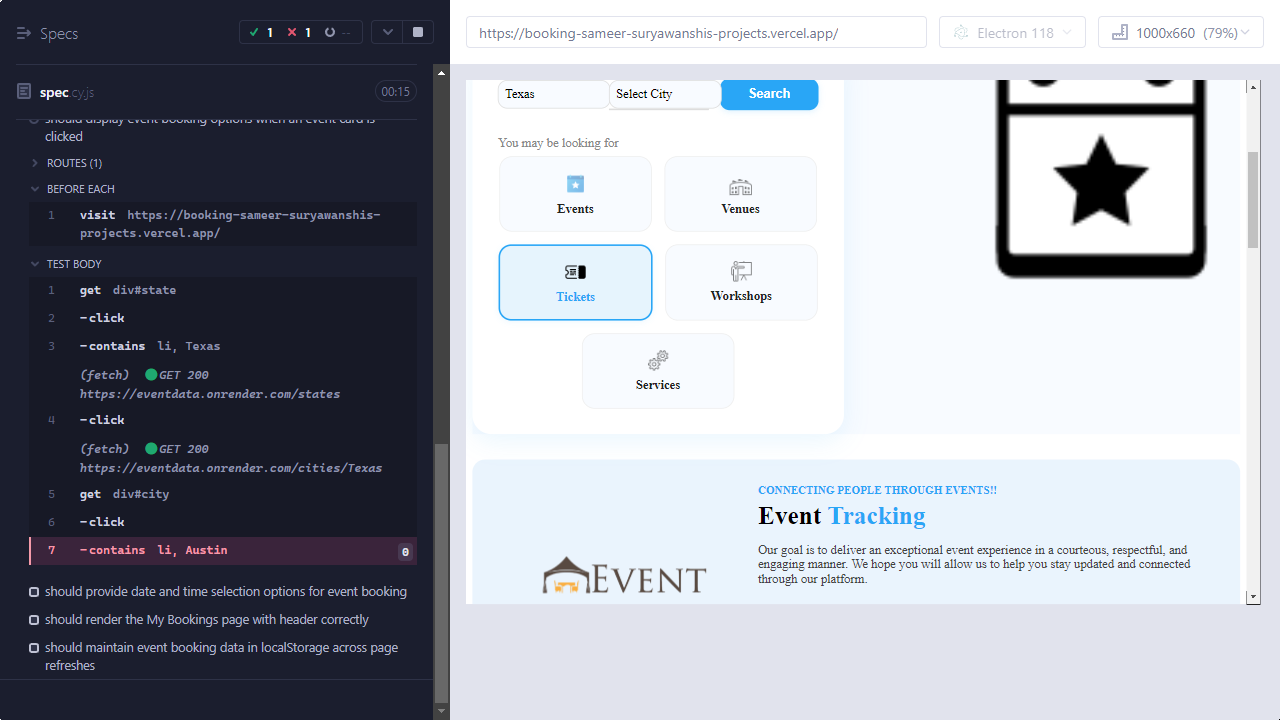 Specs
1
1
--
spec.cy.js
00:15
should display event booking options when an event card is
clicked
ROUTES (1)
BEFORE EACH
1 visit https://booking-sameer-suryawanshis-
projects.vercel.app/
TEST BODY
1 get div#state
2 -click
3 -contains li, Texas
(fetch) GET 200
https://eventdata.onrender.com/states
4 -click
(fetch) GET 200
https://eventdata.onrender.com/cities/Texas
5 get div#city
6 -click
7 -contains li, Austin 0
should provide date and time selection options for event booking
should render the My Bookings page with header correctly
should maintain event booking data in localStorage across page
refreshes
https://booking-sameer-suryawanshis-projects.vercel.app/
Electron 118
1000x660 (79%)
Texas
Select City
Search
You may be looking for
Events
Venues
Tickets
Workshops
Services
CONNECTING PEOPLE THROUGH EVENTS!!
Event Tracking
Our goal is to deliver an exceptional event experience in a courteous, respectful, and
engaging manner. We hope you will allow us to help you stay updated and connected
through our platform.
EVENT